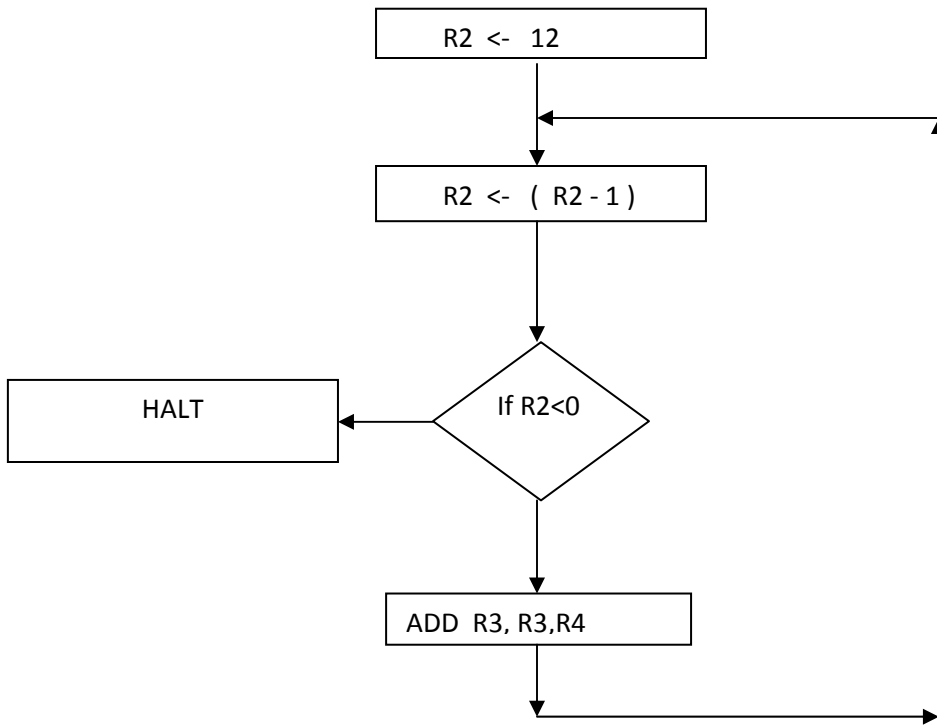 R2 <- 12
R2 <- ( R2 - 1 )
If R2<0
HALT
ADD R3, R3,R4